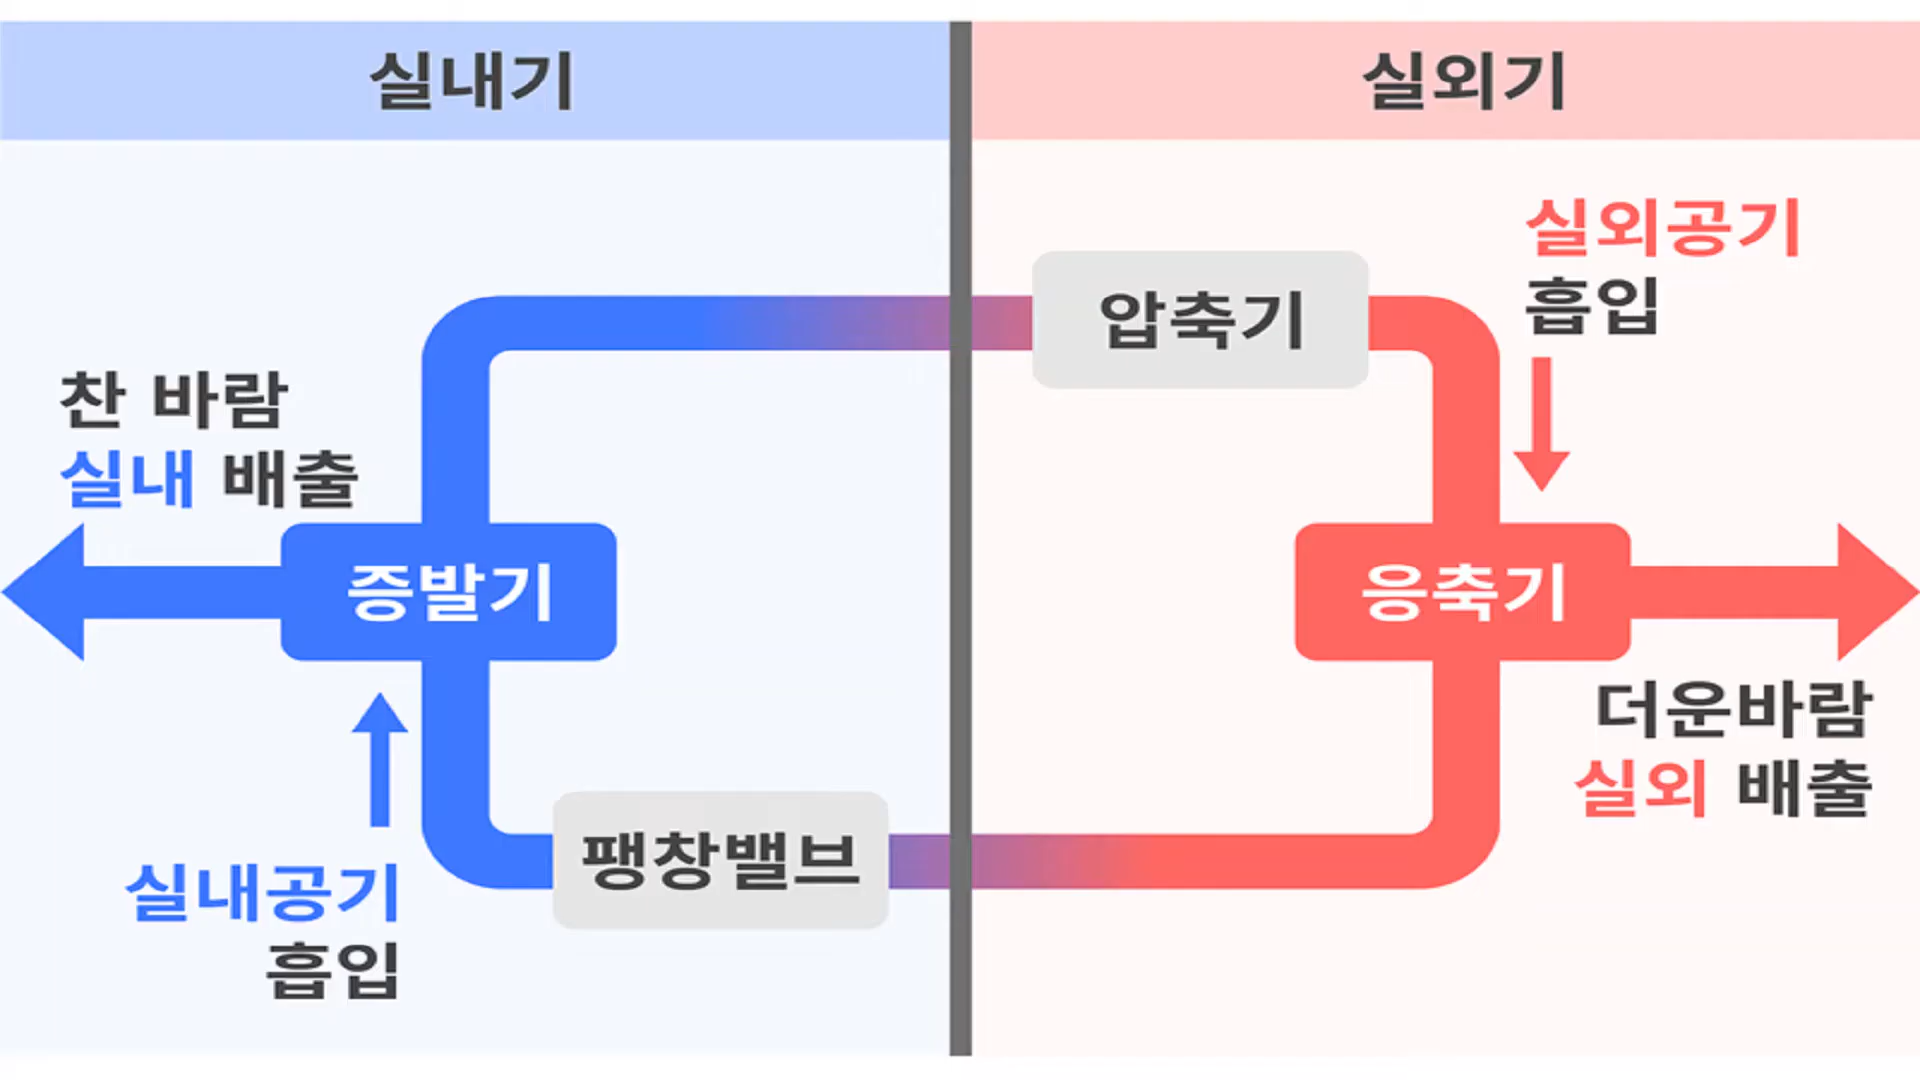 실내기
실외기
실외공기
흡입
압축기
찬 바람
실내 배출
증발기
응축기
더운바람
실외 배출
팽창밸브
실내공기
흡입